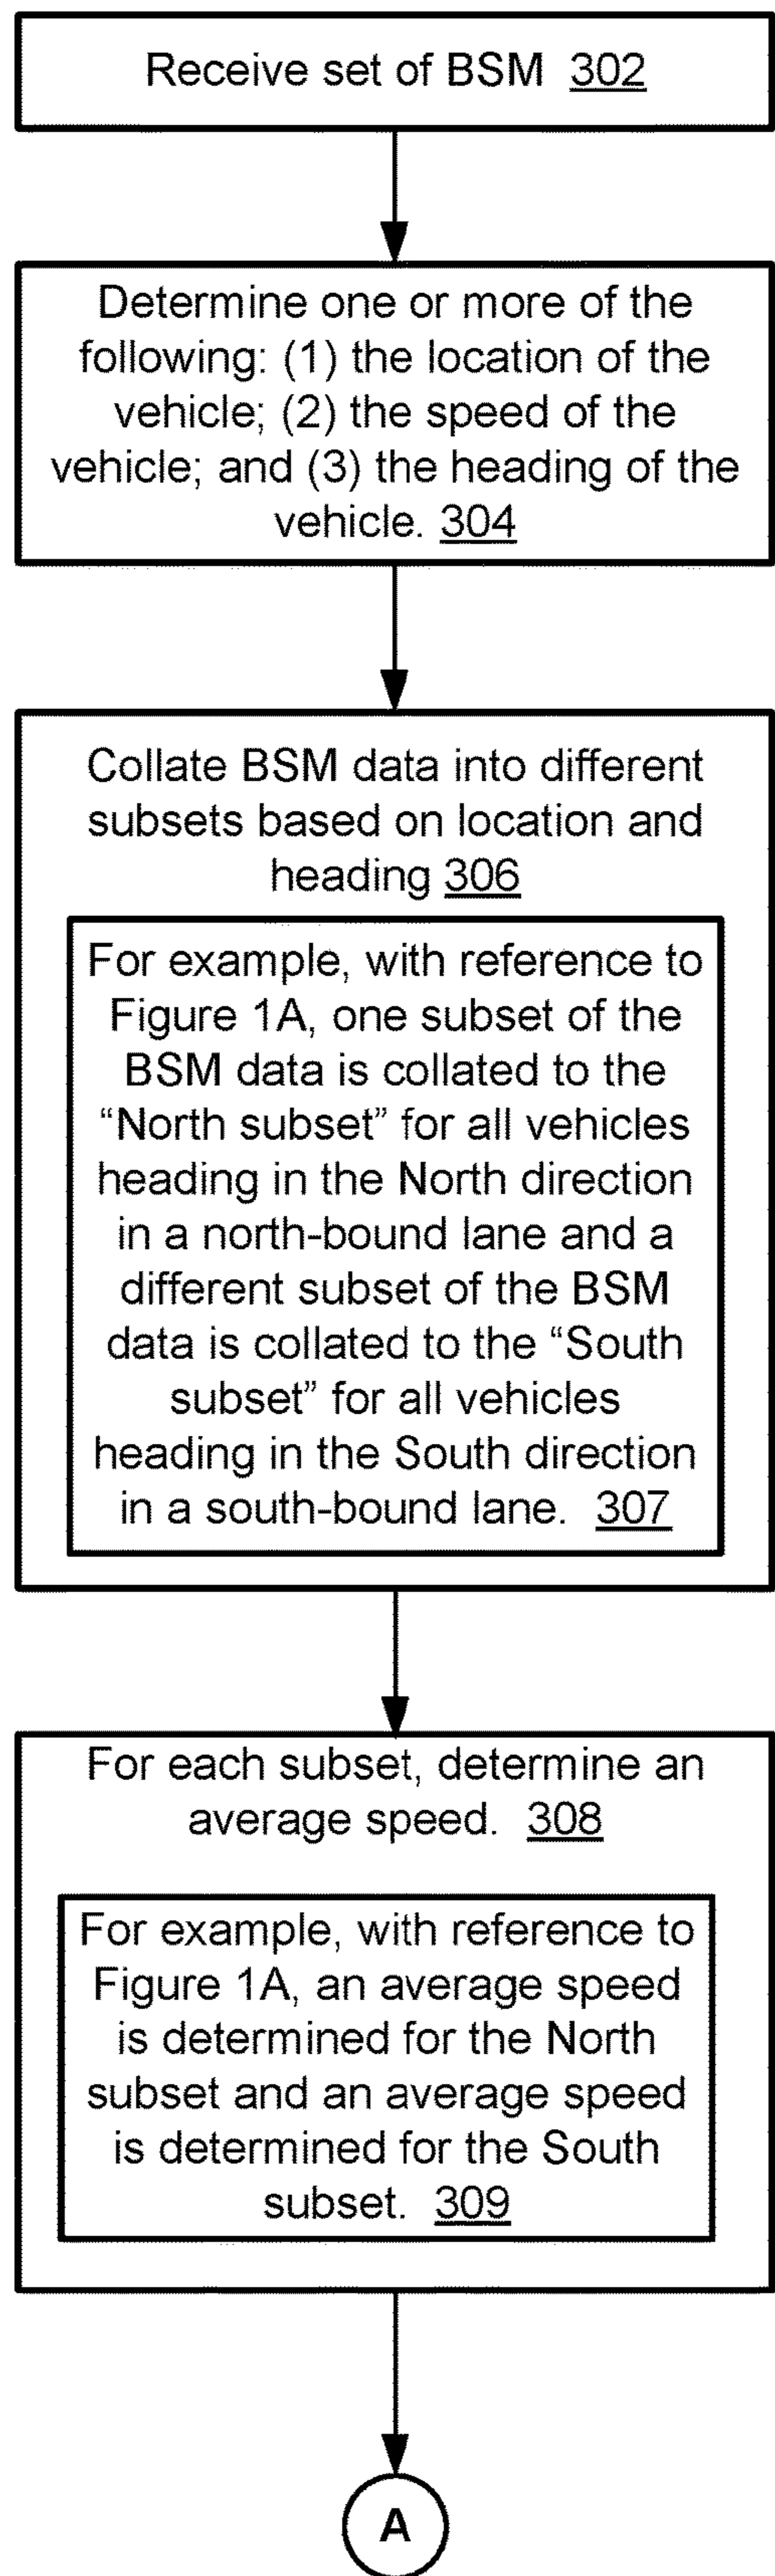 Receive set of BSM 302
Determine one or more of the
following: (1) the location of the
vehicle; (2) the speed of the
vehicle; and (3) the heading of the
vehicle. 304
Collate BSM data into different
subsets based on location and
heading 306
For example, with reference to
Figure 1A, one subset of the
BSM data is collated to the
“North subset” for all vehicles
heading in the North direction
in a north-bound lane and a
different subset of the BSM
data is collated to the “South
subset” for all vehicles
heading in the South direction
in a south-bound lane. 307
For each subset, determine an
average speed. 308
For example, with reference to
Figure 1A, an average speed
is determined for the North
subset and an average speed
is determined for the South
subset. 309
A